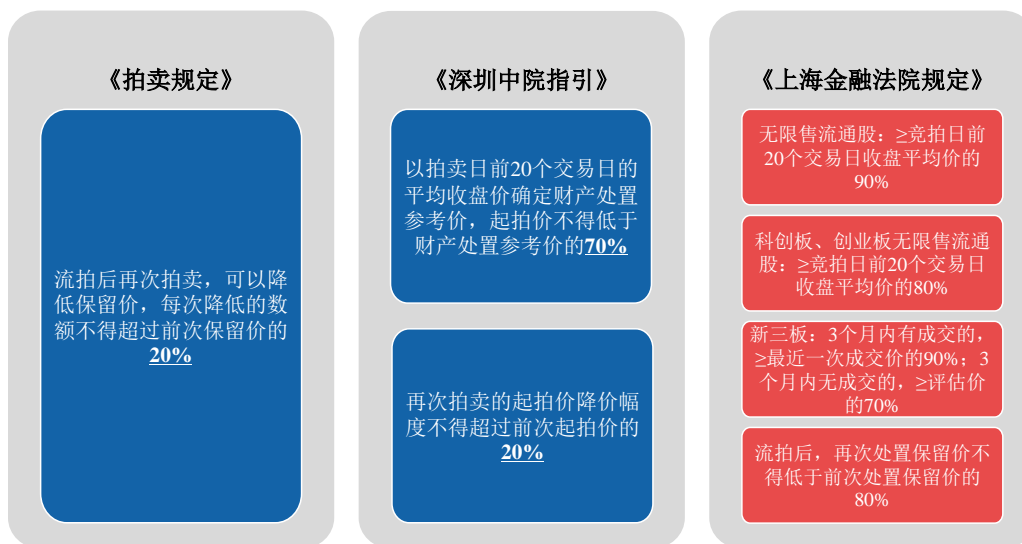 《拍卖规定》
流拍后再次拍卖，可以降
低保留价，每次降低的数
额不得超过前次保留价的
20%
《深圳中院指引》
以拍卖日前20个交易日的
平均收盘价确定财产处置
参考价，起拍价不得低于
财产处置参考价的70%
再次拍卖的起拍价降价幅
度不得超过前次起拍价的
20%
《上海金融法院规定》
无限售流通股：≥竞拍日前
20个交易日收盘平均价的
90%
科创板、创业板无限售流通
股：≥竞拍日前20个交易日
收盘平均价的80%
新三板：3个月内有成交的，
≥最近一次成交价的90%；3
个月内无成交的，≥评估价
的70%
流拍后，再次处置保留价不
得低于前次处置保留价的
80%